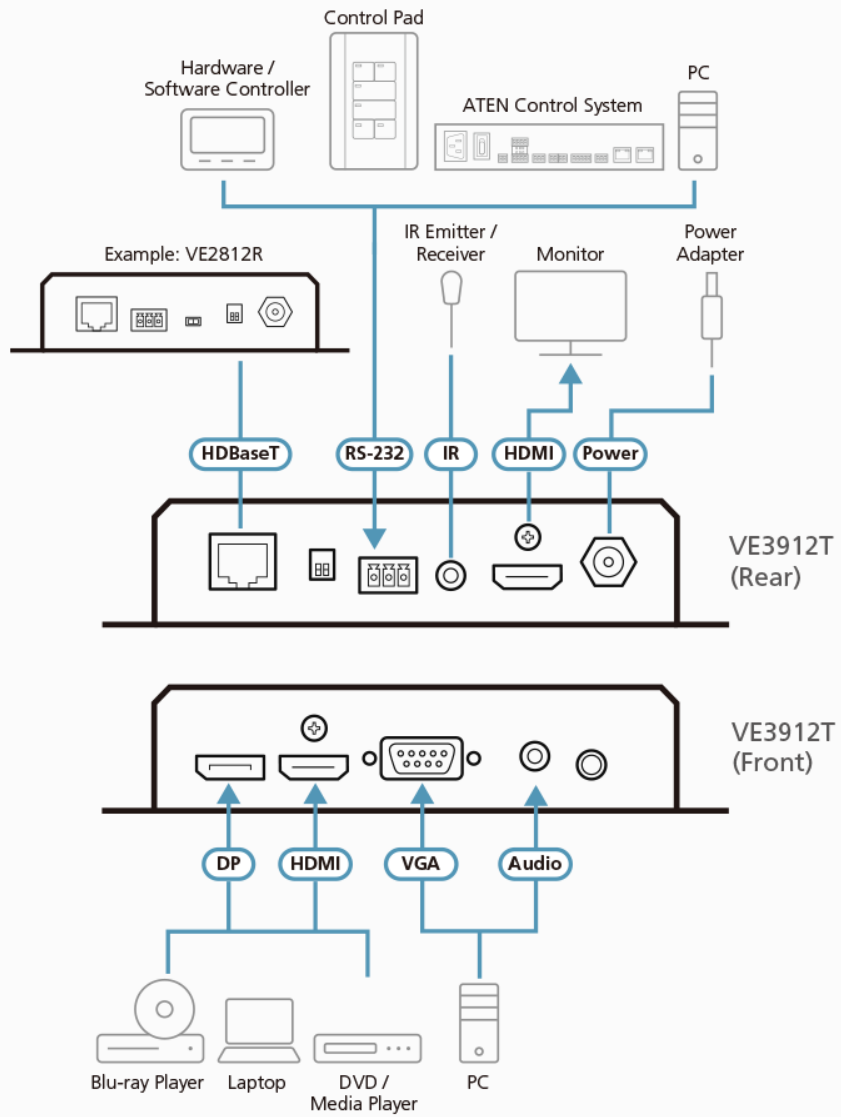 Control Pad
Hardware /
Software Controller
PC
ATEN Control System
IR Emitter /
Receiver
Monitor
Power
Adapter
Example: VE2812R
HDBaseT
RS-232
IR
HDMI
Power
VE3912T
(Rear)
VE3912T
(Front)
DP
HDMI
VGA
Audio
Blu-ray Player
Laptop
DVD /
Media Player
PC